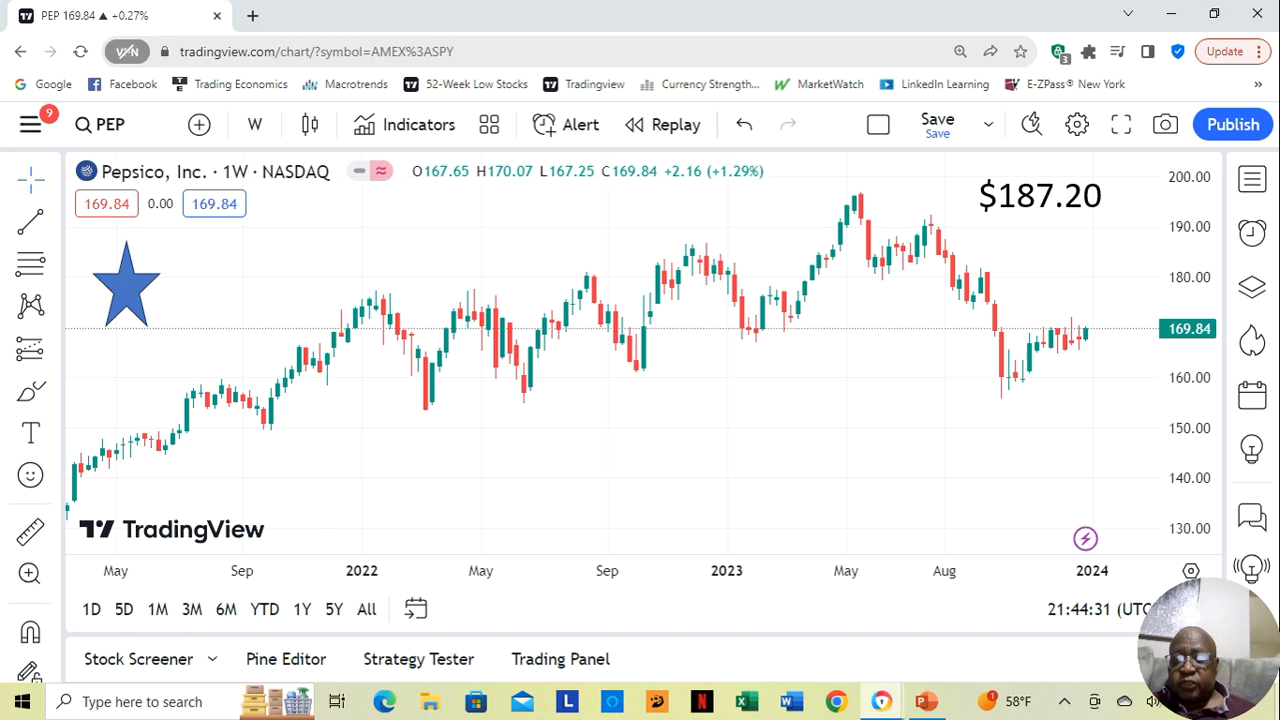 PEP 169.84 ▲ +0.27%
tradingview.com/chart/?symbol=AMEX%3ASPY
3
Update
Google
Facebook
Trading Economics
Macrotrends
52-Week Low Stocks
Tradingview
Currency Strength...
MarketWatch
LinkedIn Learning
E-ZPass® New York
»
9
PEP
W
Indicators
Alert
Replay
Save
Save
Publish
Pepsico, Inc. · 1W · NASDAQ
O167.65 H170.07 L167.25 C169.84 +2.16 (+1.29%)
169.84 0.00 169.84
$187.20
200.00
190.00
180.00
169.84
160.00
150.00
140.00
130.00
TradingView
May Sep 2022 May Sep 2023 May Aug 2024
1D 5D 1M 3M 6M YTD 1Y 5Y All
21:44:31
Stock Screener
Pine Editor
Strategy Tester
Trading Panel
Type here to search
1
58°F